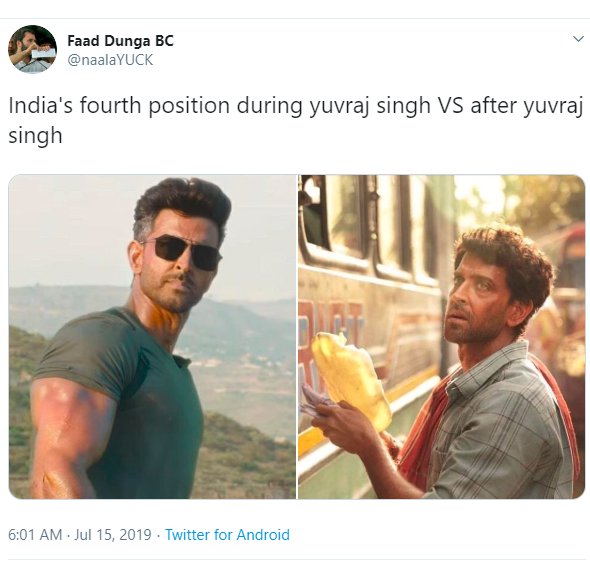 Faad Dunga BC
@naalaYUCK
India's fourth position during yuvraj singh VS after yuvraj
singh
6:01 AM · Jul 15, 2019 · Twitter for Android